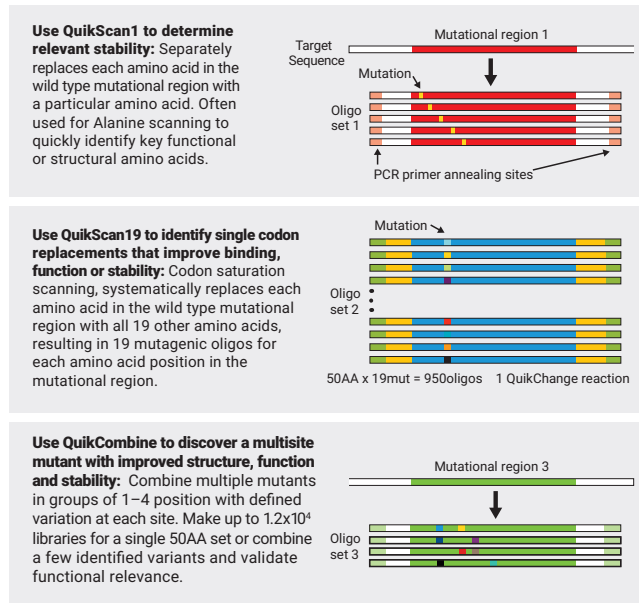 Use QuikScan1 to determine
relevant stability: Separately
replaces each amino acid in the
wild type mutational region with
a particular amino acid. Often
used for Alanine scanning to
quickly identify key functional
or structural amino acids.
Target
Sequence
Mutational region 1
Mutation
Oligo
set 1
PCR primer annealing sites
Use QuikScan19 to identify single codon
replacements that improve binding,
function or stability: Codon saturation
scanning, systematically replaces each
amino acid in the wild type mutational
region with all 19 other amino acids,
resulting in 19 mutagenic oligos for
each amino acid position in the
mutational region.
Mutation
Oligo
set 2
50AA x 19mut = 950oligos 1 QuikChange reaction
Use QuikCombine to discover a multisite
mutant with improved structure, function
and stability: Combine multiple mutants
in groups of 1–4 position with defined
variation at each site. Make up to 1.2x10⁴
libraries for a single 50AA set or combine
a few identified variants and validate
functional relevance.
Mutational region 3
Oligo
set 3